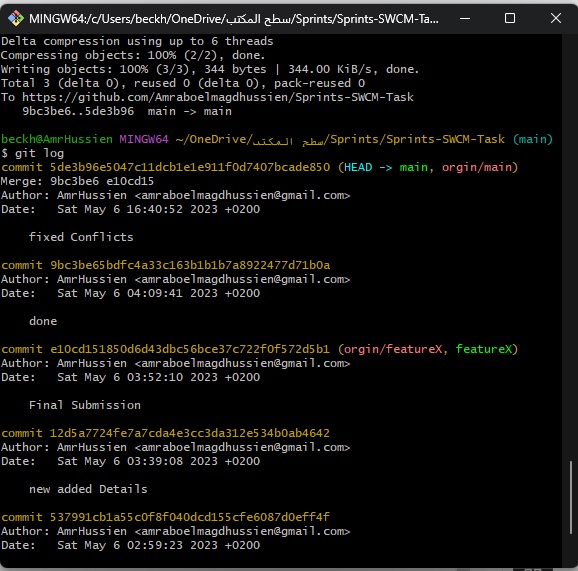 MINGW64:/c/Users/beckh/OneDrive/سطح المكتب/Sprints/Sprints-SWCM-Ta...
Delta compression using up to 6 threads
Compressing objects: 100% (2/2), done.
Writing objects: 100% (3/3), 344 bytes | 344.00 KiB/s, done.
Total 3 (delta 0), reused 0 (delta 0), pack-reused 0
To https://github.com/Amraboelmagdhussien/Sprints-SWCM-Task
   9bc3be6..5de3b96  main -> main
beckh@AmrHussien MINGW64 ~/OneDrive/سطح المكتب/Sprints/Sprints-SWCM-Task (main)
$ git log
commit 5de3b96e5047c11dcb1e1e911f0d7407bcade850 (HEAD -> main, orgin/main)
Merge: 9bc3be6 e10cd15
Author: AmrHussien <amraboelmagdhussien@gmail.com>
Date:   Sat May 6 16:40:52 2023 +0200
    fixed Conflicts
commit 9bc3be65bdfc4a33c163b1b1b7a8922477d71b0a
Author: AmrHussien <amraboelmagdhussien@gmail.com>
Date:   Sat May 6 04:09:41 2023 +0200
    done
commit e10cd151850d6d43dbc56bce37c722f0f572d5b1 (orgin/featureX, featureX)
Author: AmrHussien <amraboelmagdhussien@gmail.com>
Date:   Sat May 6 03:52:10 2023 +0200
    Final Submission
commit 12d5a7724fe7a7cda4e3cc3da312e534b0ab4642
Author: AmrHussien <amraboelmagdhussien@gmail.com>
Date:   Sat May 6 03:39:08 2023 +0200
    new added Details
commit 537991cb1a55c0f8f040dcd155cfe6087d0eff4f
Author: AmrHussien <amraboelmagdhussien@gmail.com>
Date:   Sat May 6 02:59:23 2023 +0200